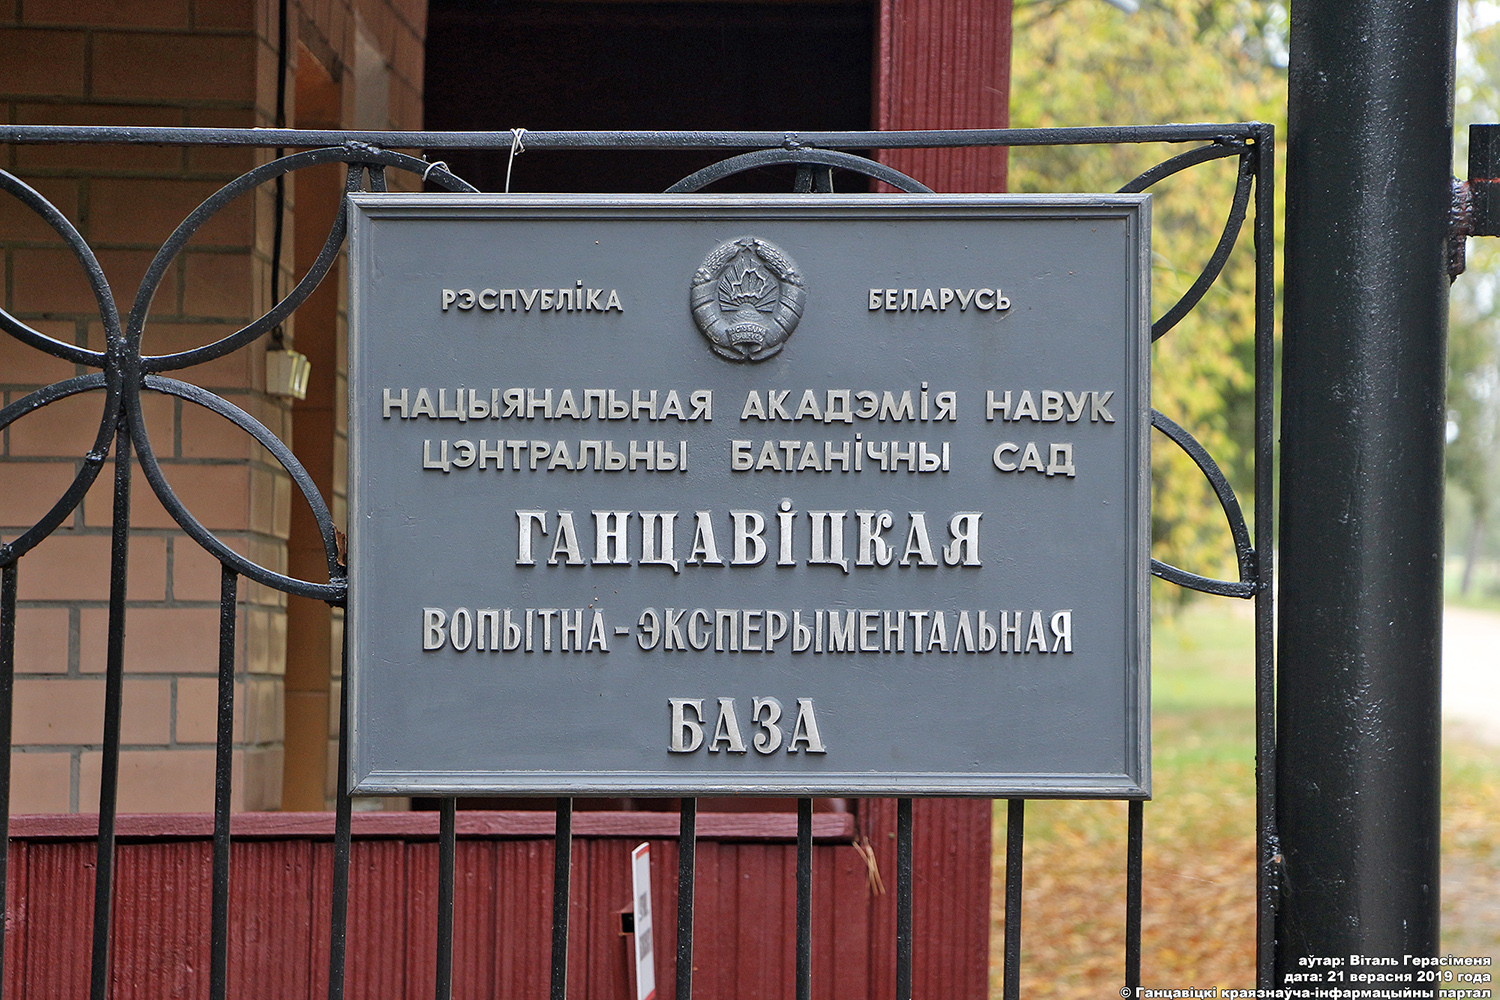 РЭСПУБЛІКА БЕЛАРУСЬ
НАЦЫЯНАЛЬНАЯ АКАДЭМІЯ НАВУК
ЦЭНТРАЛЬНЫ БАТАНІЧНЫ САД
ГАНЦАВІЦКАЯ
ВОПЫТНА-ЭКСПЕРЫМЕНТАЛЬНАЯ
БАЗА
аўтар: Віталь Герасіменя
дата: 21 верасня 2019 года
© Ганцавіцкі краязнаўча-інфармацыйны партал